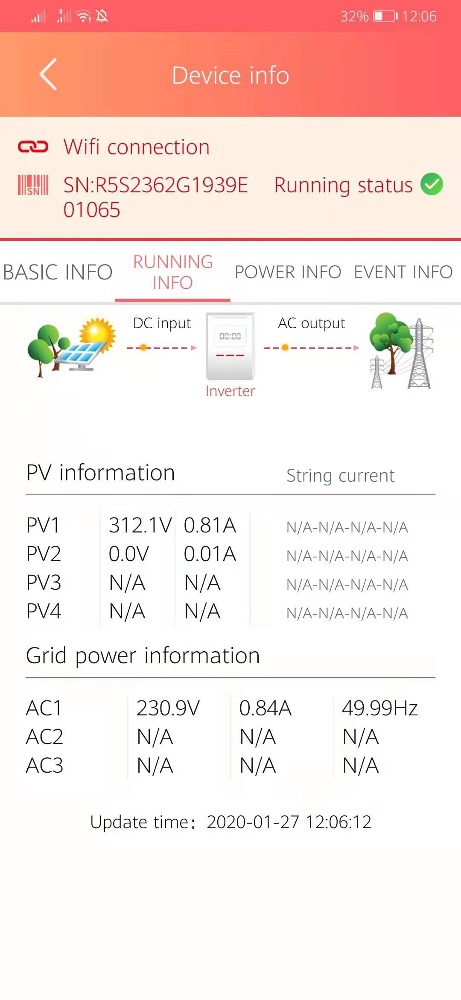 R
32% 12:06
Device info
Wifi connection
SN
SN:R5S2362G1939E
01065
Running status
BASIC INFO
RUNNING
INFO
POWER INFO
EVENT INFO
DC input
00:00
AC output
Inverter
PV information String current
PV1 312.1V 0.81A N/A-N/A-N/A-N/A
PV2 0.0V 0.01A N/A-N/A-N/A-N/A
PV3 N/A N/A N/A-N/A-N/A-N/A
PV4 N/A N/A N/A-N/A-N/A-N/A
Grid power information
AC1 230.9V 0.84A 49.99Hz
AC2 N/A N/A N/A
AC3 N/A N/A N/A
Update time：2020-01-27 12:06:12